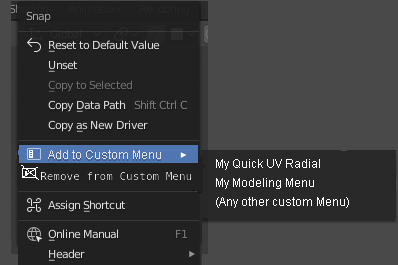 Snap
Reset to Default Value
Unset
Copy to Selected
Copy Data Path Shift Ctrl C
Copy as New Driver
Add to Custom Menu
My Quick UV Radial
Remove from Custom Menu
My Modeling Menu
(Any other custom Menu)
Assign Shortcut
Online Manual F1
Header